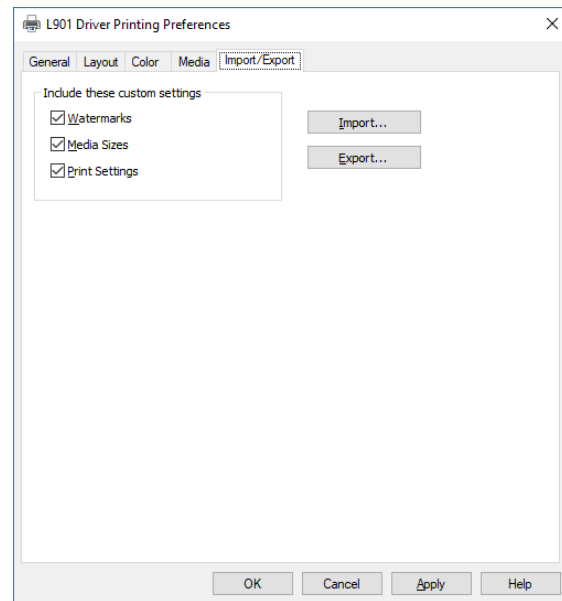 L901 Driver Printing Preferences
General Layout Color Media Import/Export
Include these custom settings
Watermarks
Import...
Media Sizes
Export...
Print Settings
OK Cancel Apply Help